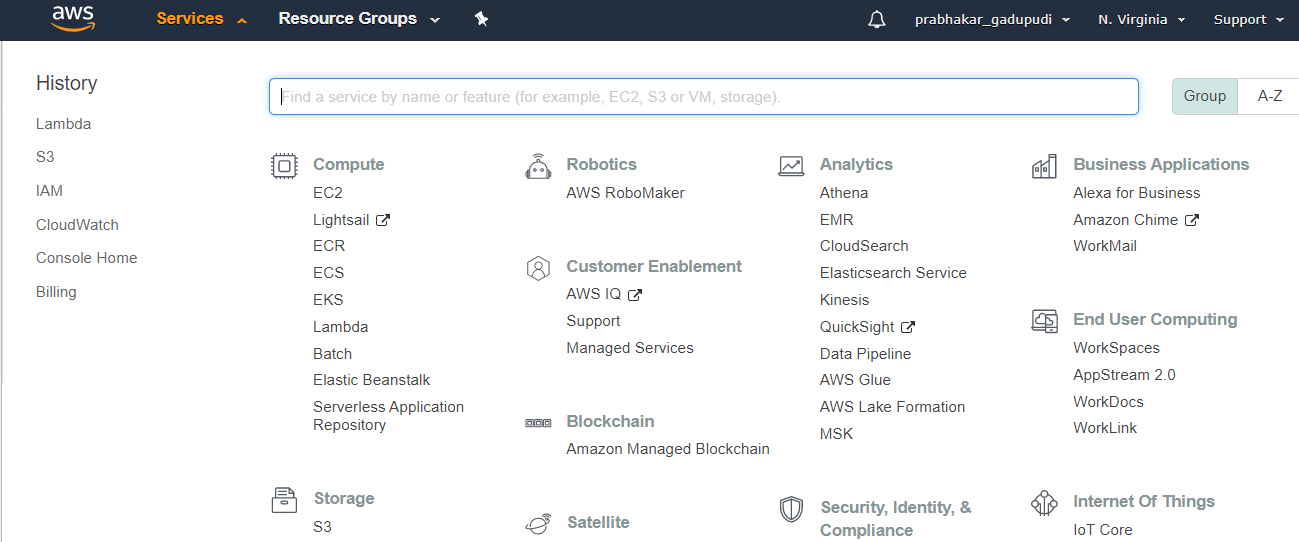 aws
Services
Resource Groups
prabhakar_gadupudi
N. Virginia
Support
History
Lambda
S3
IAM
CloudWatch
Console Home
Billing
Find a service by name or feature (for example, EC2, S3 or VM, storage).
Group
A-Z
Compute
EC2
Lightsail
ECR
ECS
EKS
Lambda
Batch
Elastic Beanstalk
Serverless Application
Repository
Storage
S3
Robotics
AWS RoboMaker
Customer Enablement
AWS IQ
Support
Managed Services
Blockchain
Amazon Managed Blockchain
Satellite
Analytics
Athena
EMR
CloudSearch
Elasticsearch Service
Kinesis
QuickSight
Data Pipeline
AWS Glue
AWS Lake Formation
MSK
Security, Identity, &
Compliance
Business Applications
Alexa for Business
Amazon Chime
WorkMail
End User Computing
WorkSpaces
AppStream 2.0
WorkDocs
WorkLink
Internet Of Things
IoT Core